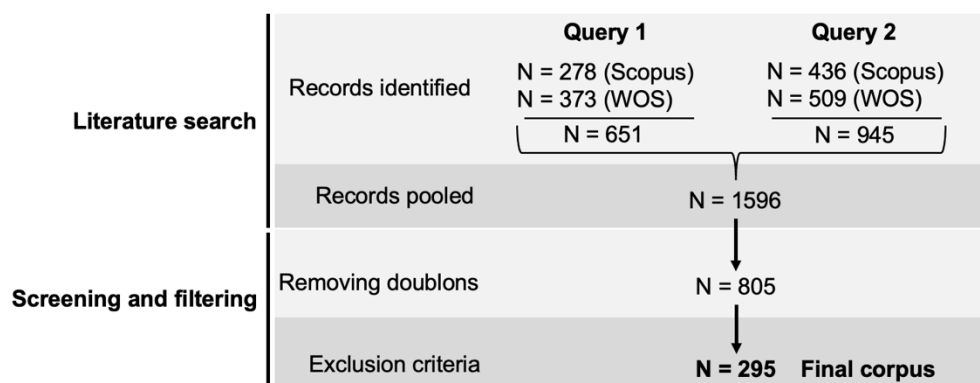 Query 1 Query 2
Records identified
N = 278 (Scopus) N = 436 (Scopus)
N = 373 (WOS) N = 509 (WOS)
N = 651 N = 945
Literature search
Records pooled N = 1596
Screening and filtering
Removing doublons N = 805
Exclusion criteria N = 295 Final corpus